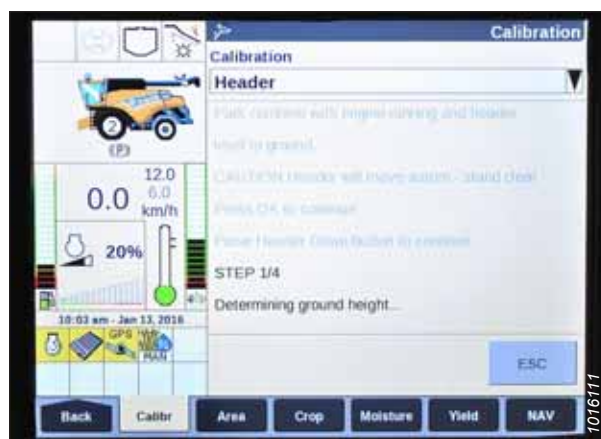 Calibration
Calibration
Header
Park combine with engine running and header
level to ground.
CAUTION Header will move autom.- stand clear
Press OK to continue
Press Header Down button to continue
STEP 1/4
Determining ground height...
2
(P)
0.0
12.0
6.0
km/h
20%
10:03 am - Jan 13, 2016
GPS
MAN
ESC
Back
Calibr
Area
Crop
Moisture
Yield
NAV
1016111